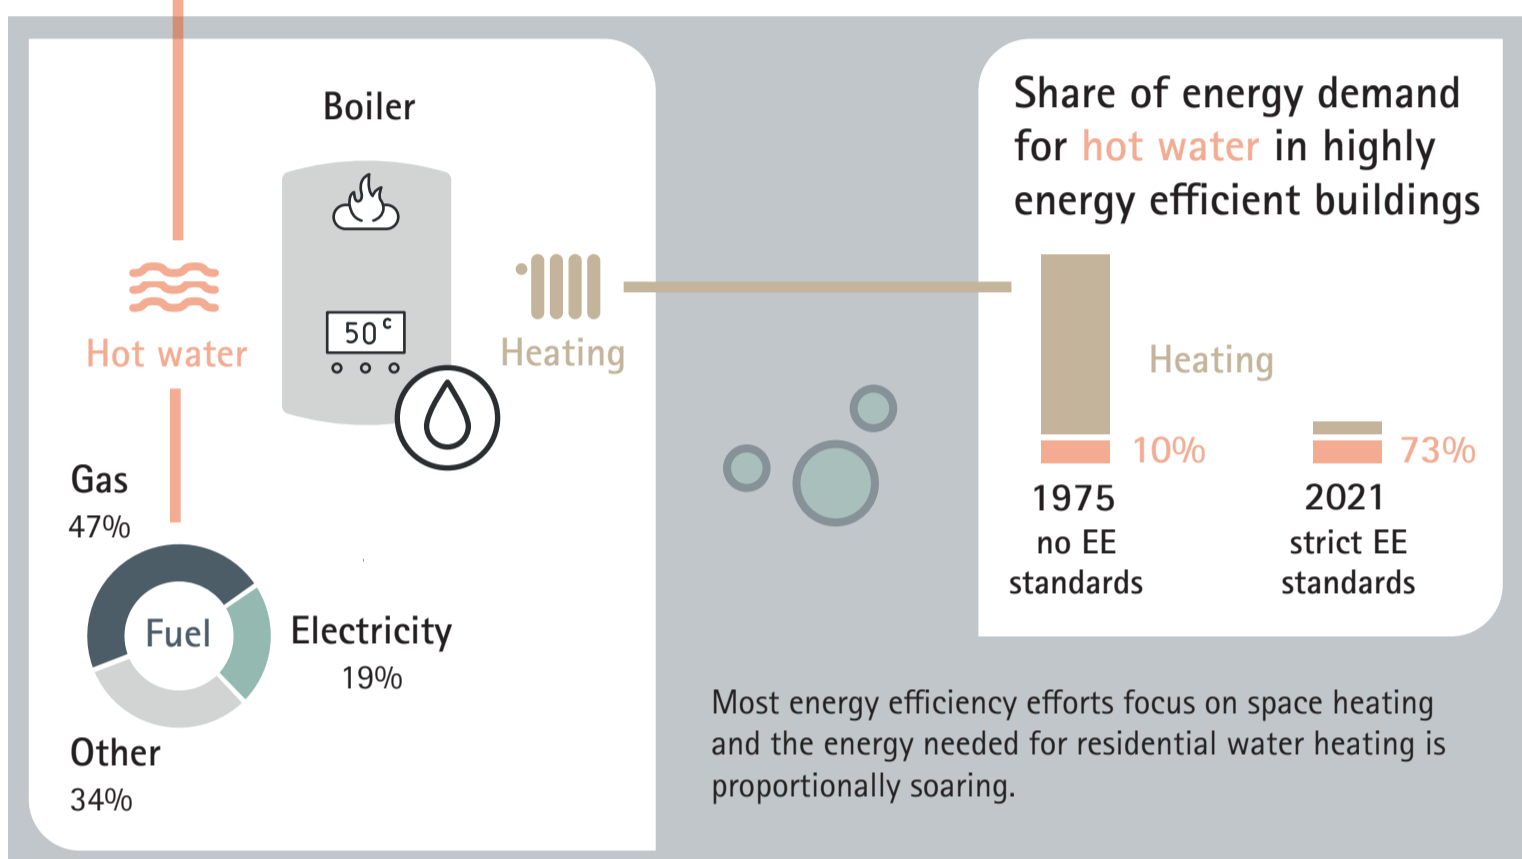 Boiler
50 c
Hot water
Heating
Gas
47%
Fuel
Electricity
19%
Other
34%
Share of energy demand
for hot water in highly
energy efficient buildings
Heating
10%
73%
1975
no EE
standards
2021
strict EE
standards
Most energy efficiency efforts focus on space heating
and the energy needed for residential water heating is
proportionally soaring.